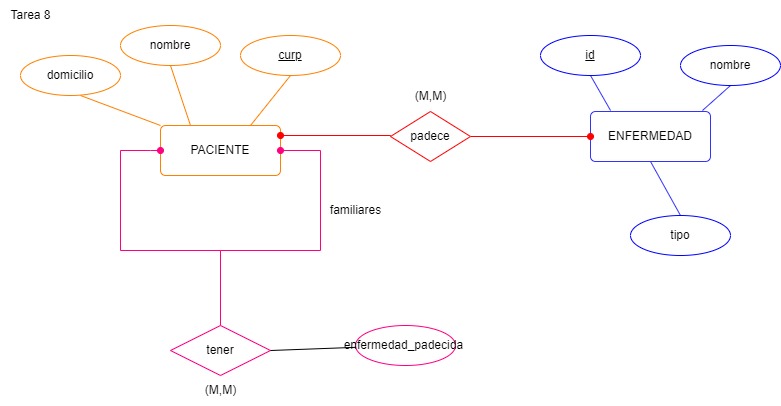 Tarea 8
nombre
curp
id
domicilio
nombre
(M,M)
padece
ENFERMEDAD
PACIENTE
familiares
tipo
tener
enfermedad_padecida
(M,M)